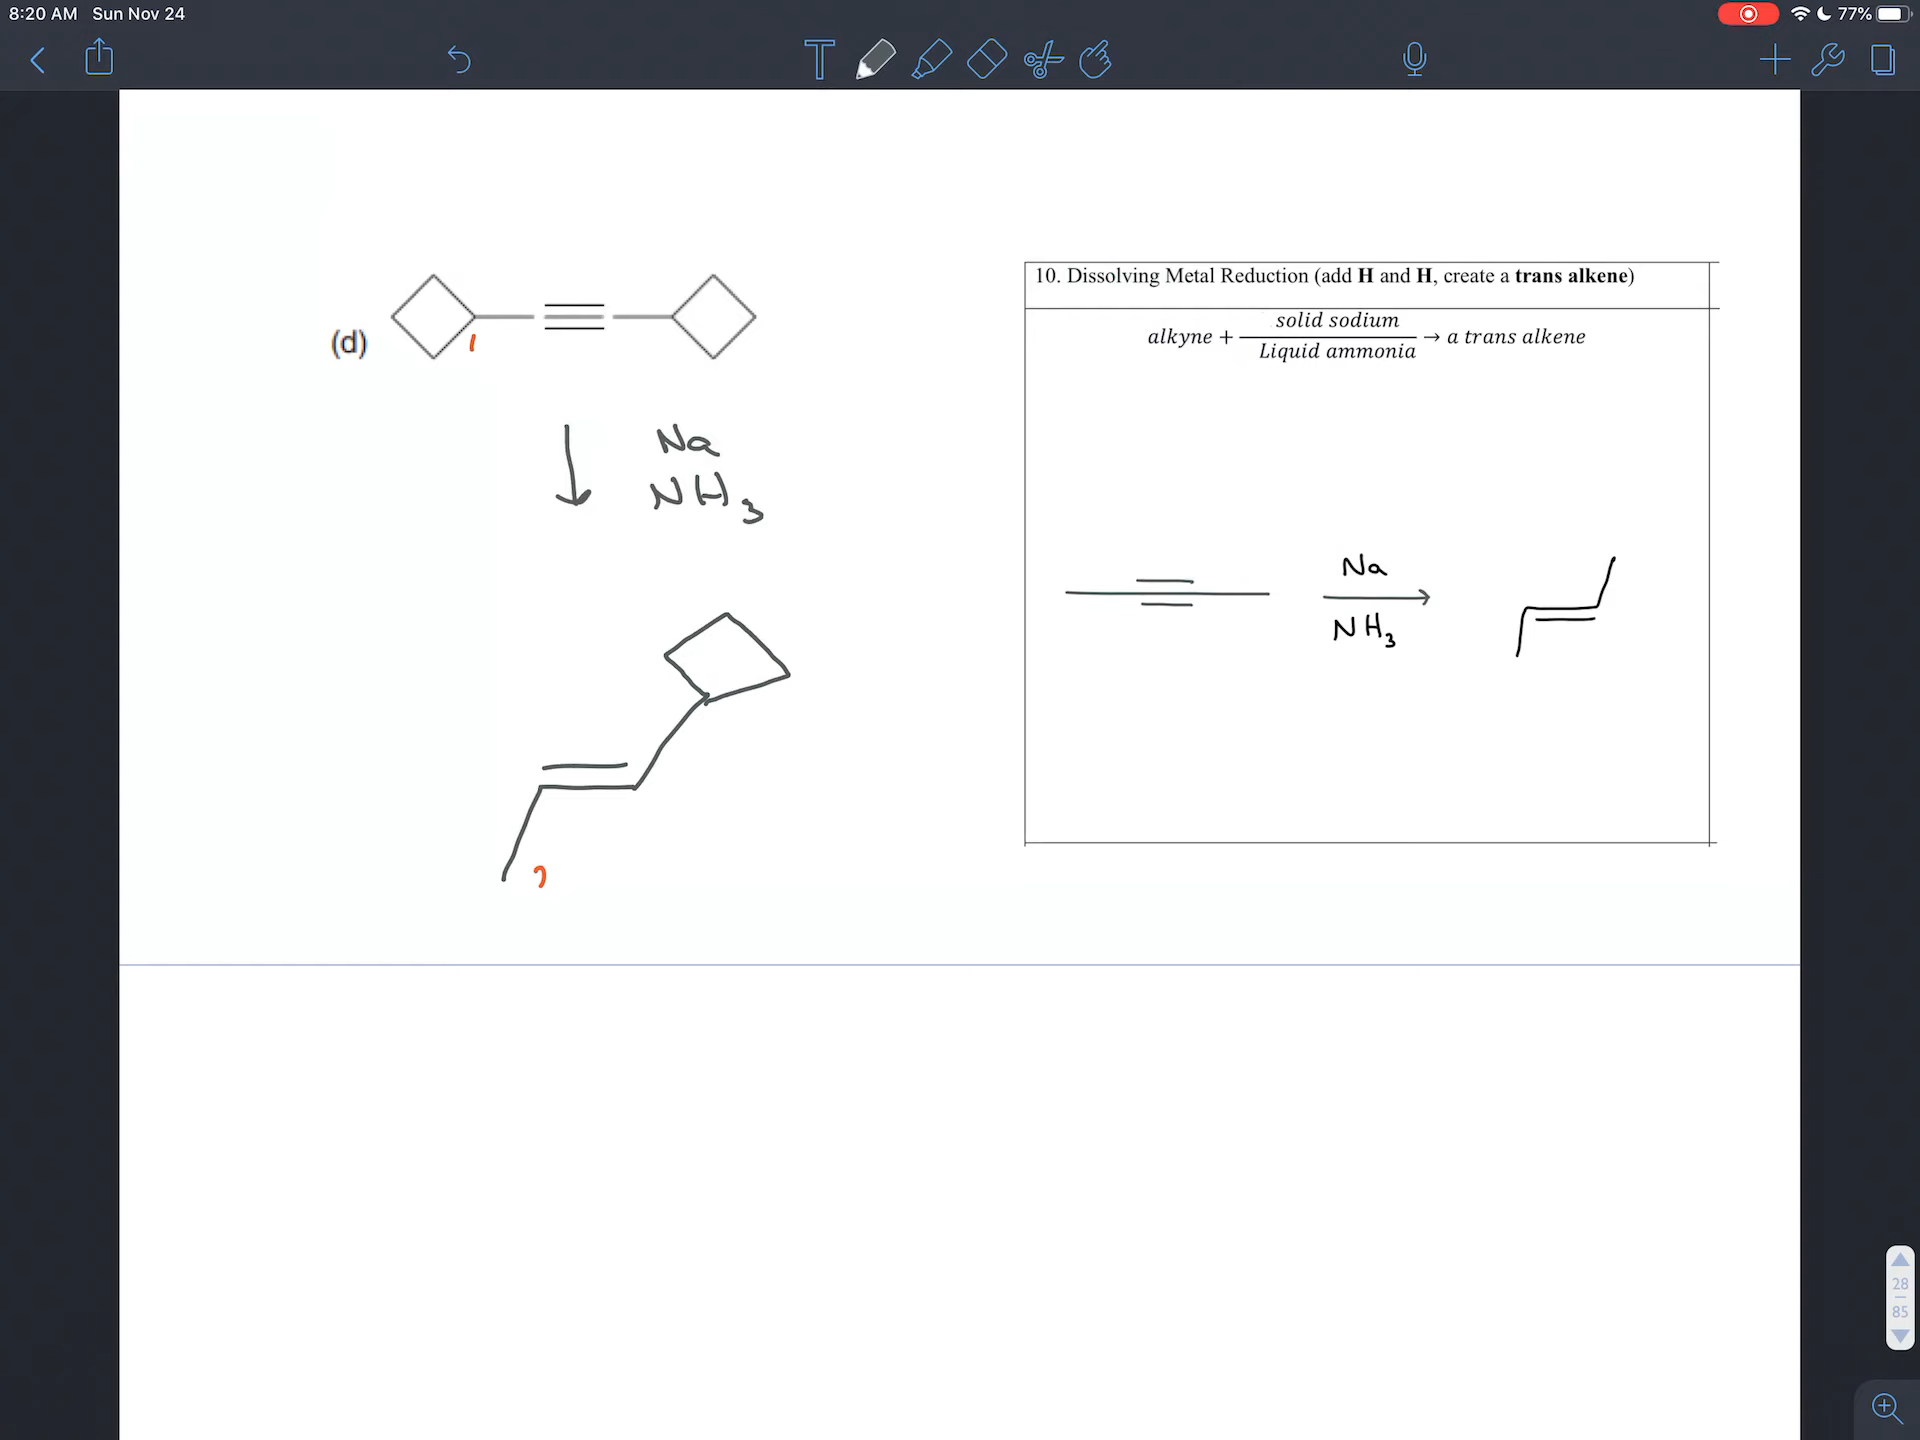 8:20 AM Sun Nov 24
77%
T
(d)
Na
NH3
10. Dissolving Metal Reduction (add H and H, create a trans alkene)
alkyne + solid sodium / Liquid ammonia → a trans alkene
Na
NH3
28
85